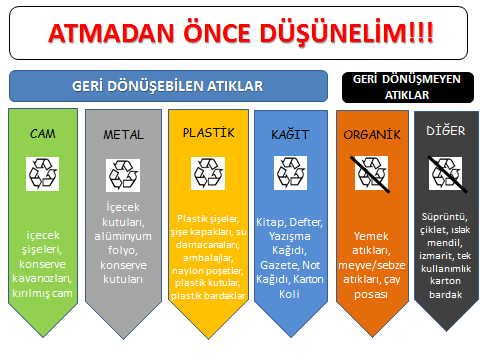 ATMADAN ÖNCE DÜŞÜNELİM!!!
GERİ DÖNÜŞEBİLEN ATIKLAR
GERİ DÖNÜŞMEYEN
ATIKLAR
CAM
içecek
şişeleri,
konserve
kavanozları,
kırılmış cam
METAL
İçecek
kutuları,
alüminyum
folyo,
konserve
kutuları
PLASTİK
Plastik şişeler,
şişe kapakları, su
damacanaları,
ambalajlar,
naylon poşetler,
plastik kutular,
plastik bardaklar
KAĞIT
Kitap, Defter,
Yazışma
Kağıdı,
Gazete, Not
Kağıdı, Karton
Koli
ORGANİK
Yemek
atıkları,
meyve/sebze
atıkları, çay
posası
DİĞER
Süprüntü,
çiklet, ıslak
mendil,
izmarit, tek
kullanımlık
karton
bardak